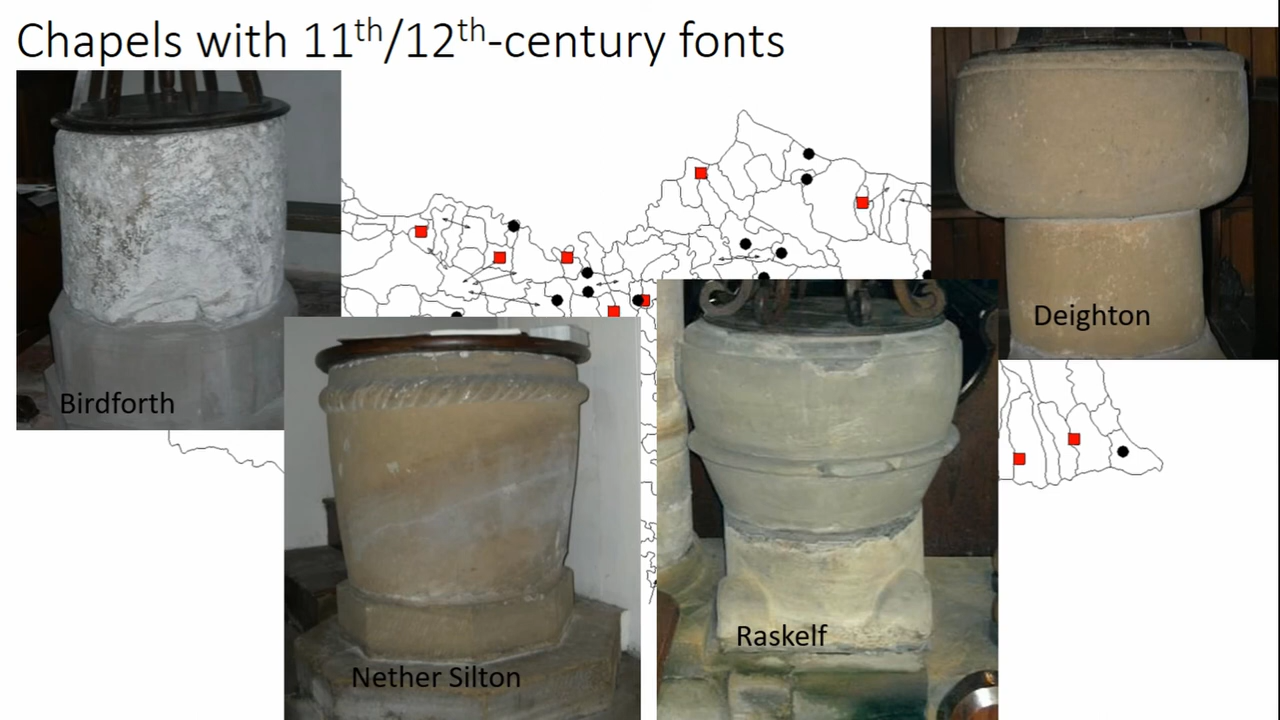 Chapels with 11th/12th-century fonts
Deighton
Birdforth
Raskelf
Nether Silton